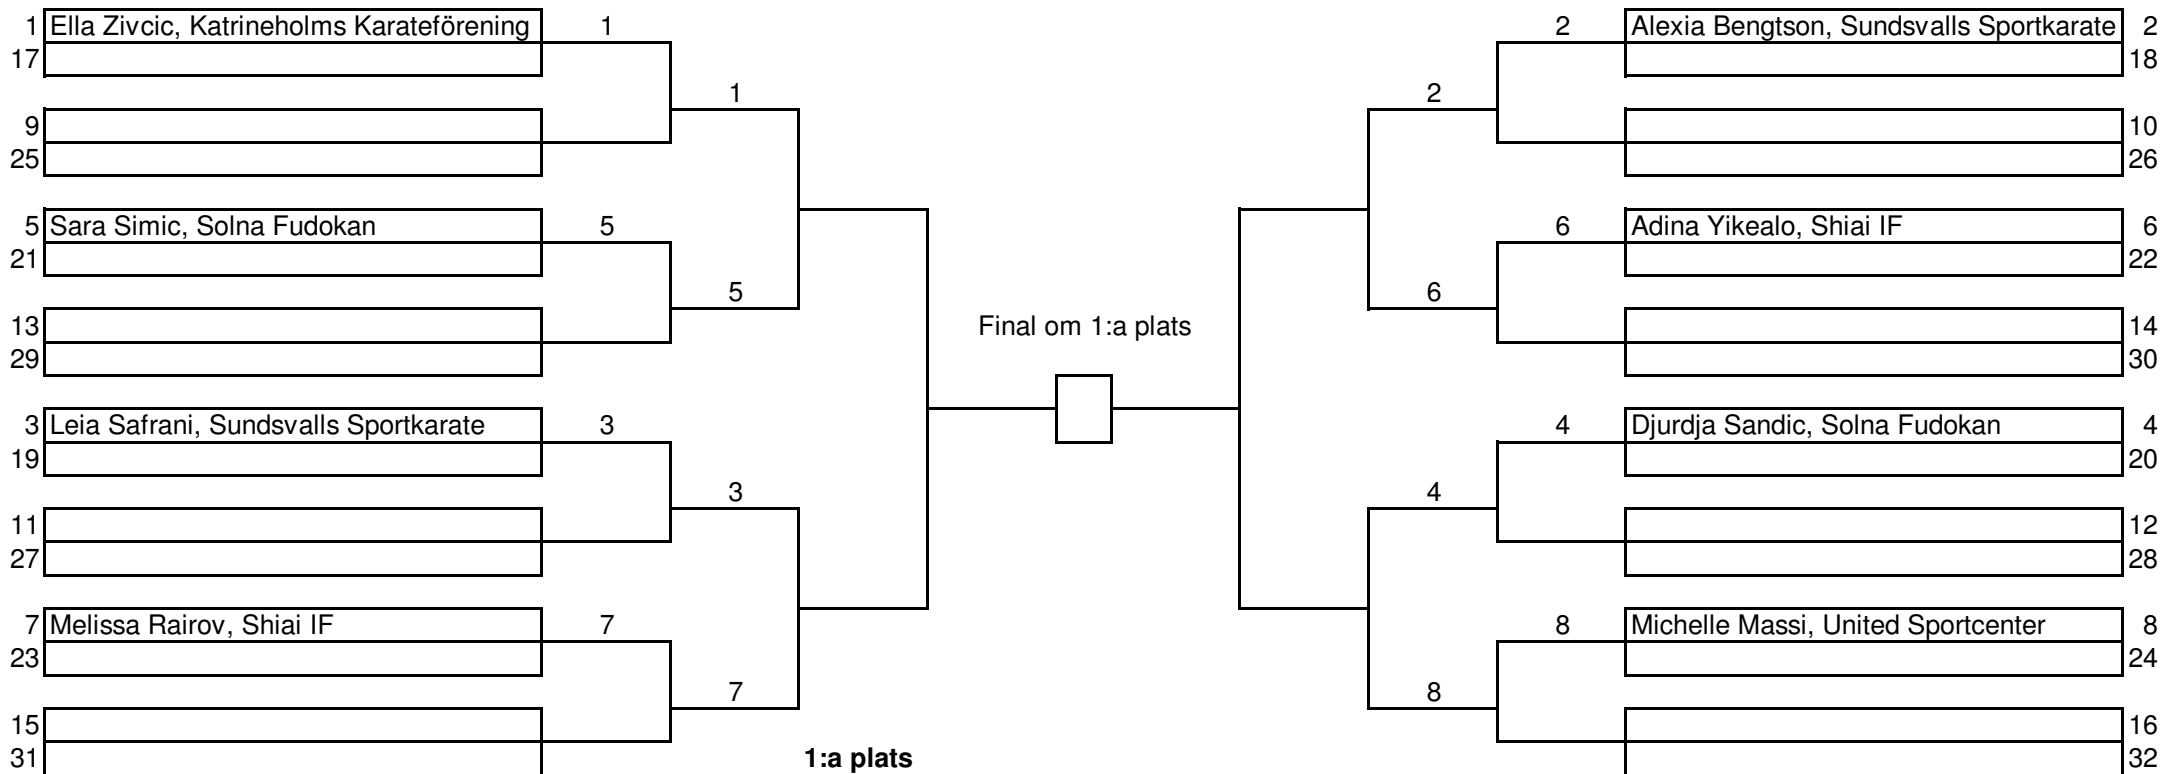 1 Ella Zivcic, Katrineholms Karateförening 1 2 Alexia Bengtson, Sundsvalls Sportkarate 2
17 18
1 2
9 10
25 26
5 Sara Simic, Solna Fudokan 5 6 Adina Yikealo, Shiai IF 6
21 22
5 6
13 Final om 1:a plats 14
29 30
3 Leia Safrani, Sundsvalls Sportkarate 3 4 Djurdja Sandic, Solna Fudokan 4
19 20
3 4
11 12
27 28
7 Melissa Rairov, Shiai IF 7 8 Michelle Massi, United Sportcenter 8
23 24
7 8
15 16
31 1:a plats 32